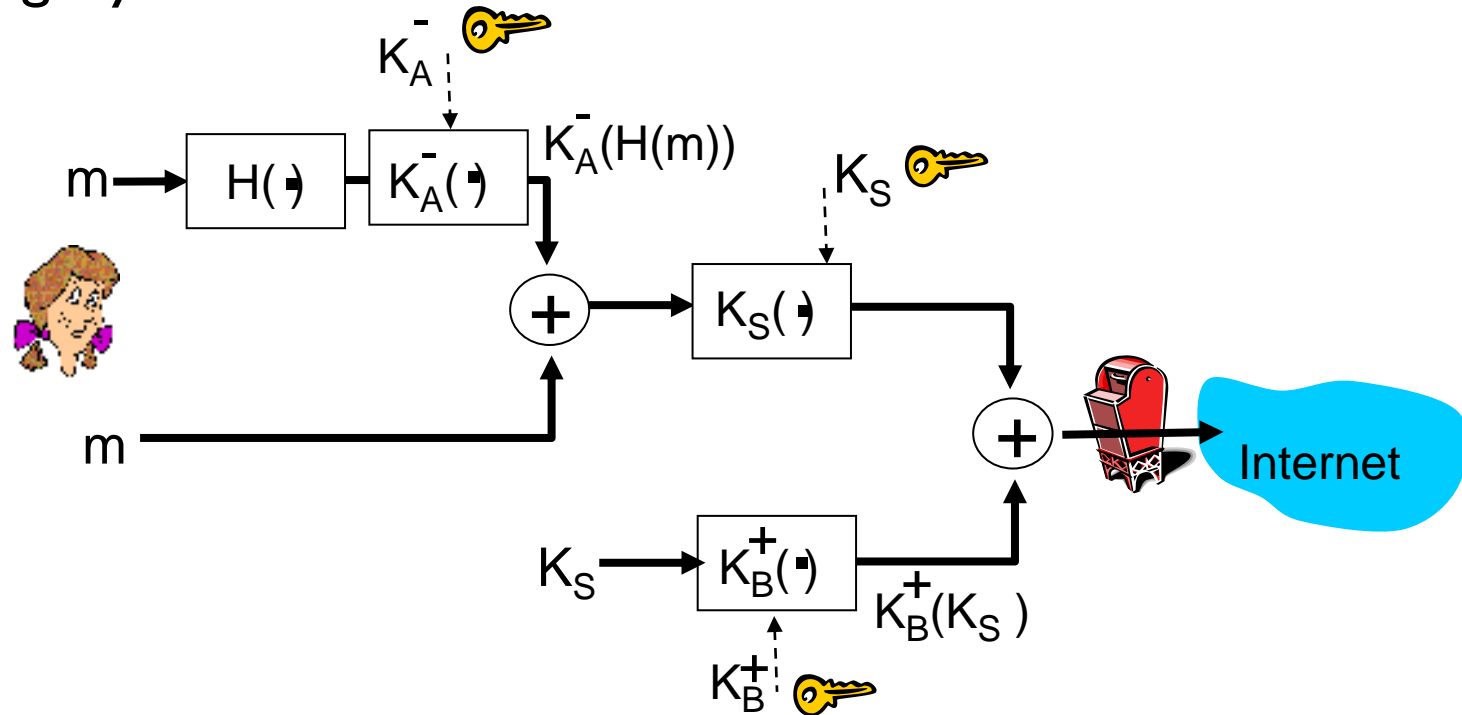 K_A^-
m
H(·)
K_A^-(·)
K_A^-(H(m))
K_S
+
K_S(·)
m
+
Internet
K_S
K_B^+(·)
K_B^+(K_S )
K_B^+